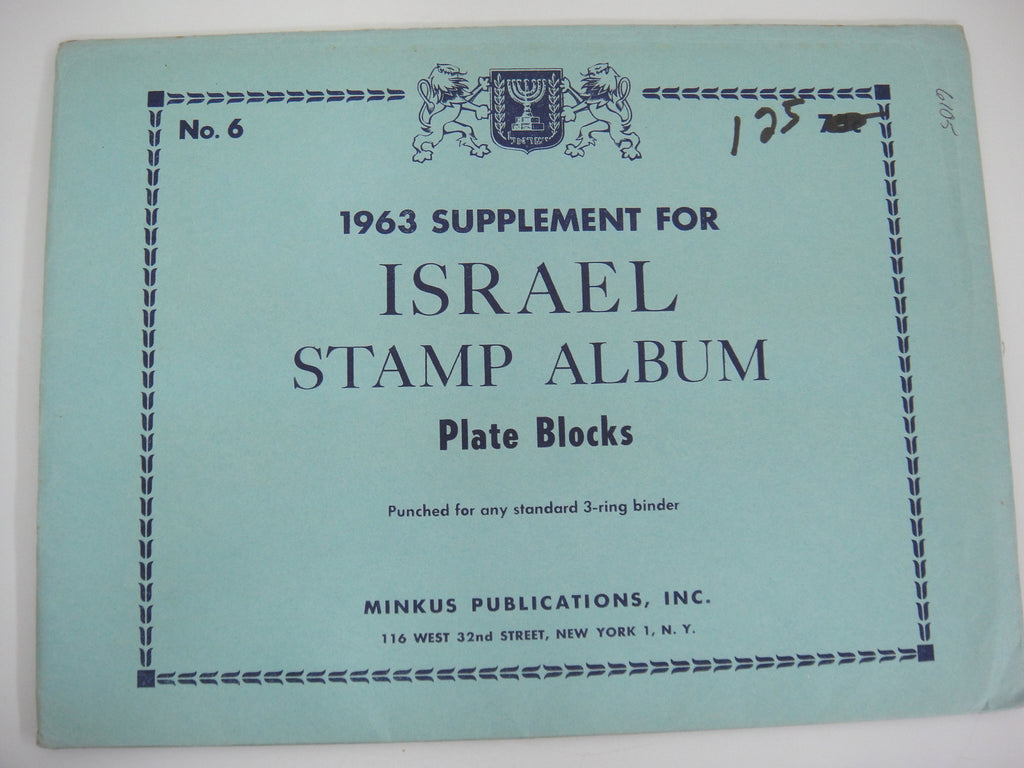 No. 6
125
6105
1963 SUPPLEMENT FOR
ISRAEL
STAMP ALBUM
Plate Blocks
Punched for any standard 3-ring binder
MINKUS PUBLICATIONS, INC.
116 WEST 32nd STREET, NEW YORK 1, N. Y.